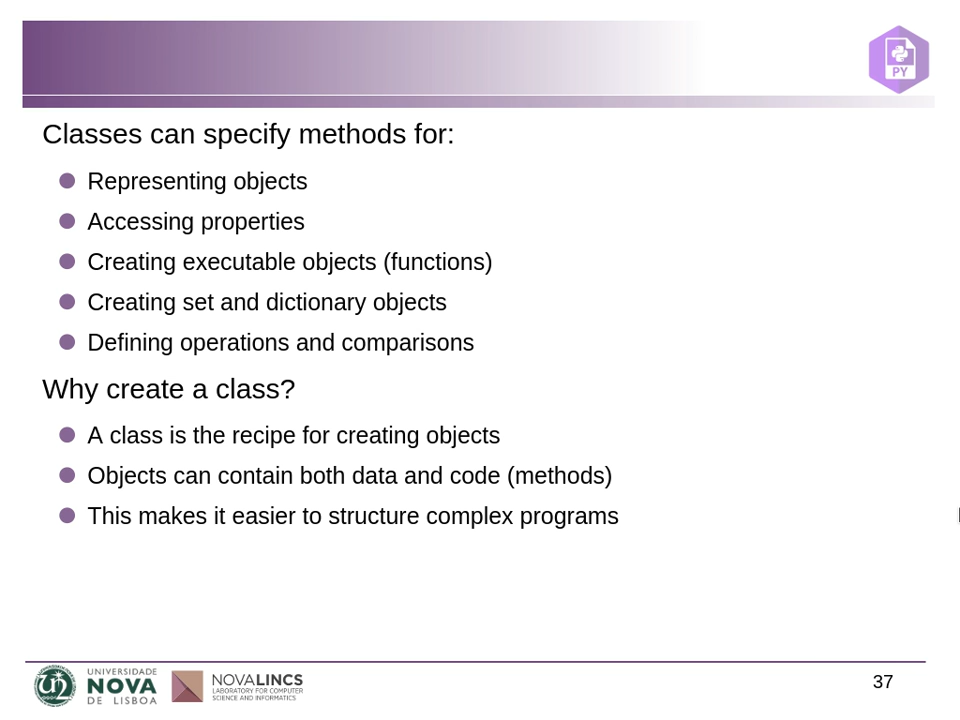 PY
Classes can specify methods for:
Representing objects
Accessing properties
Creating executable objects (functions)
Creating set and dictionary objects
Defining operations and comparisons
Why create a class?
A class is the recipe for creating objects
Objects can contain both data and code (methods)
This makes it easier to structure complex programs
UNIVERSIDADE
NOVA
DE LISBOA
NOVALINCS
LABORATORY FOR COMPUTER
SCIENCE AND INFORMATICS
37